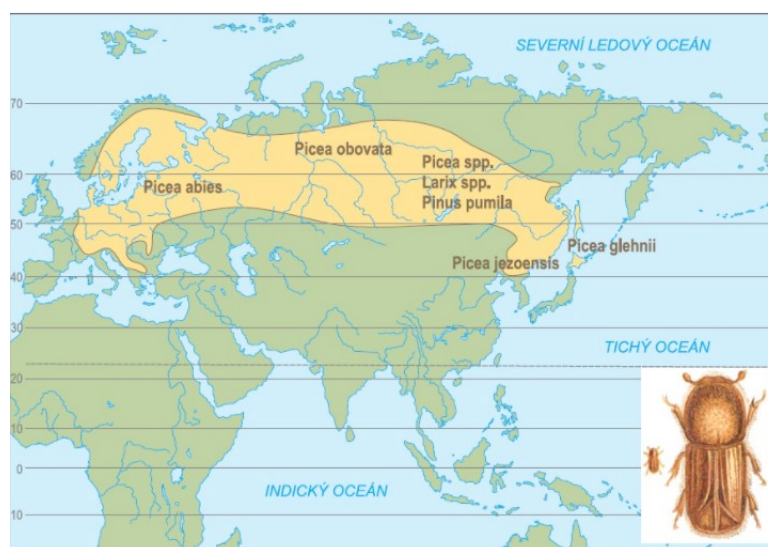 SEVERNÍ LEDOVÝ OCEÁN
70
Picea obovata
Picea spp.
Larix spp.
Pinus pumila
60
Picea abies
50
Picea glehnii
Picea jezoensis
40
30
TICHÝ OCEÁN
20
10
0
INDICKÝ OCEÁN
10